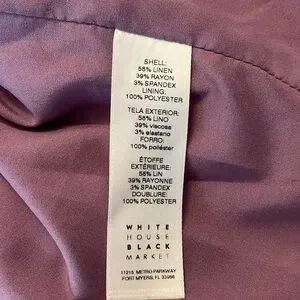 SHELL:
58% LINEN
39% RAYON
3% SPANDEX
LINING:
100% POLYESTER
TELA EXTERIOR:
58% LINO
39% viscosa
3% elastano
FORRO:
100% poliéster
ÉTOFFE
EXTÉRIEURE:
58% LIN
39% RAYONNE
3% SPANDEX
DOUBLURE:
100% POLYESTER
WHITE
HOUSE
BLACK
MARKET
11215 METRO PARKWAY
FORT MYERS, FL 33966